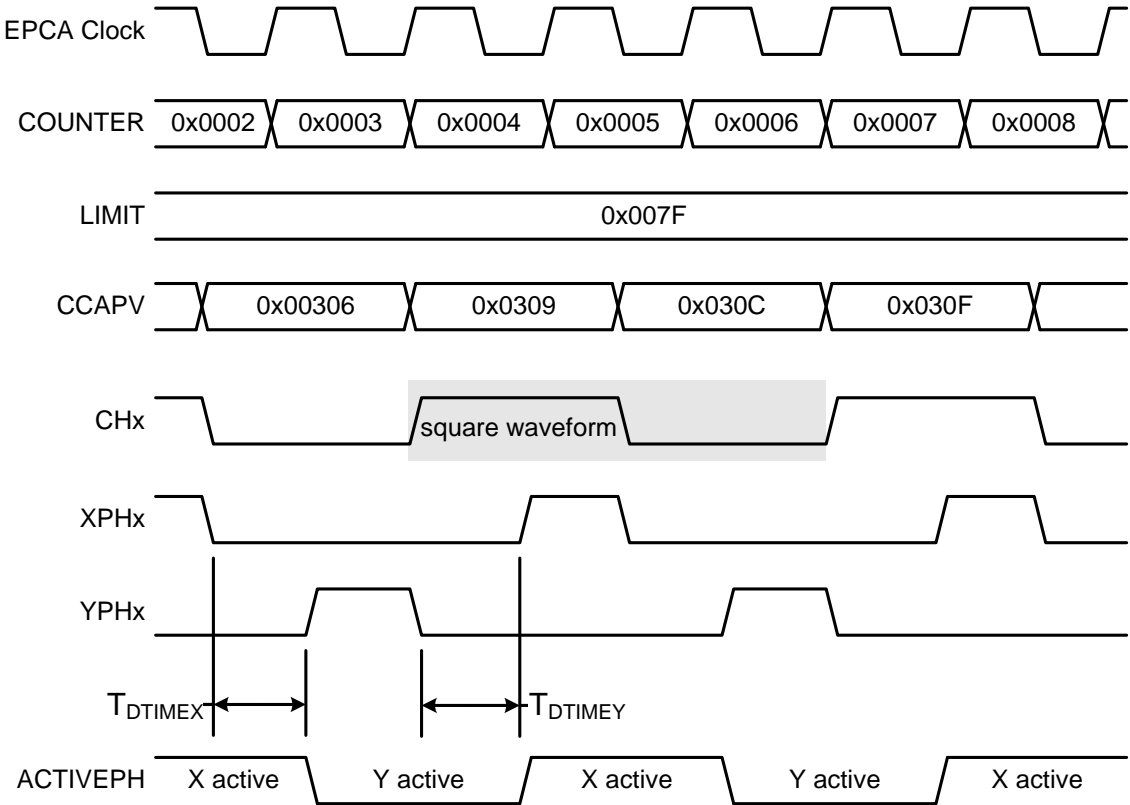 EPCA Clock
COUNTER 0x0002 0x0003 0x0004 0x0005 0x0006 0x0007 0x0008
LIMIT 0x007F
CCAPV 0x00306 0x0309 0x030C 0x030F
CHx square waveform
XPHx
YPHx
TDTIMEX TDTIMEY
ACTIVEPH X active Y active X active Y active X active